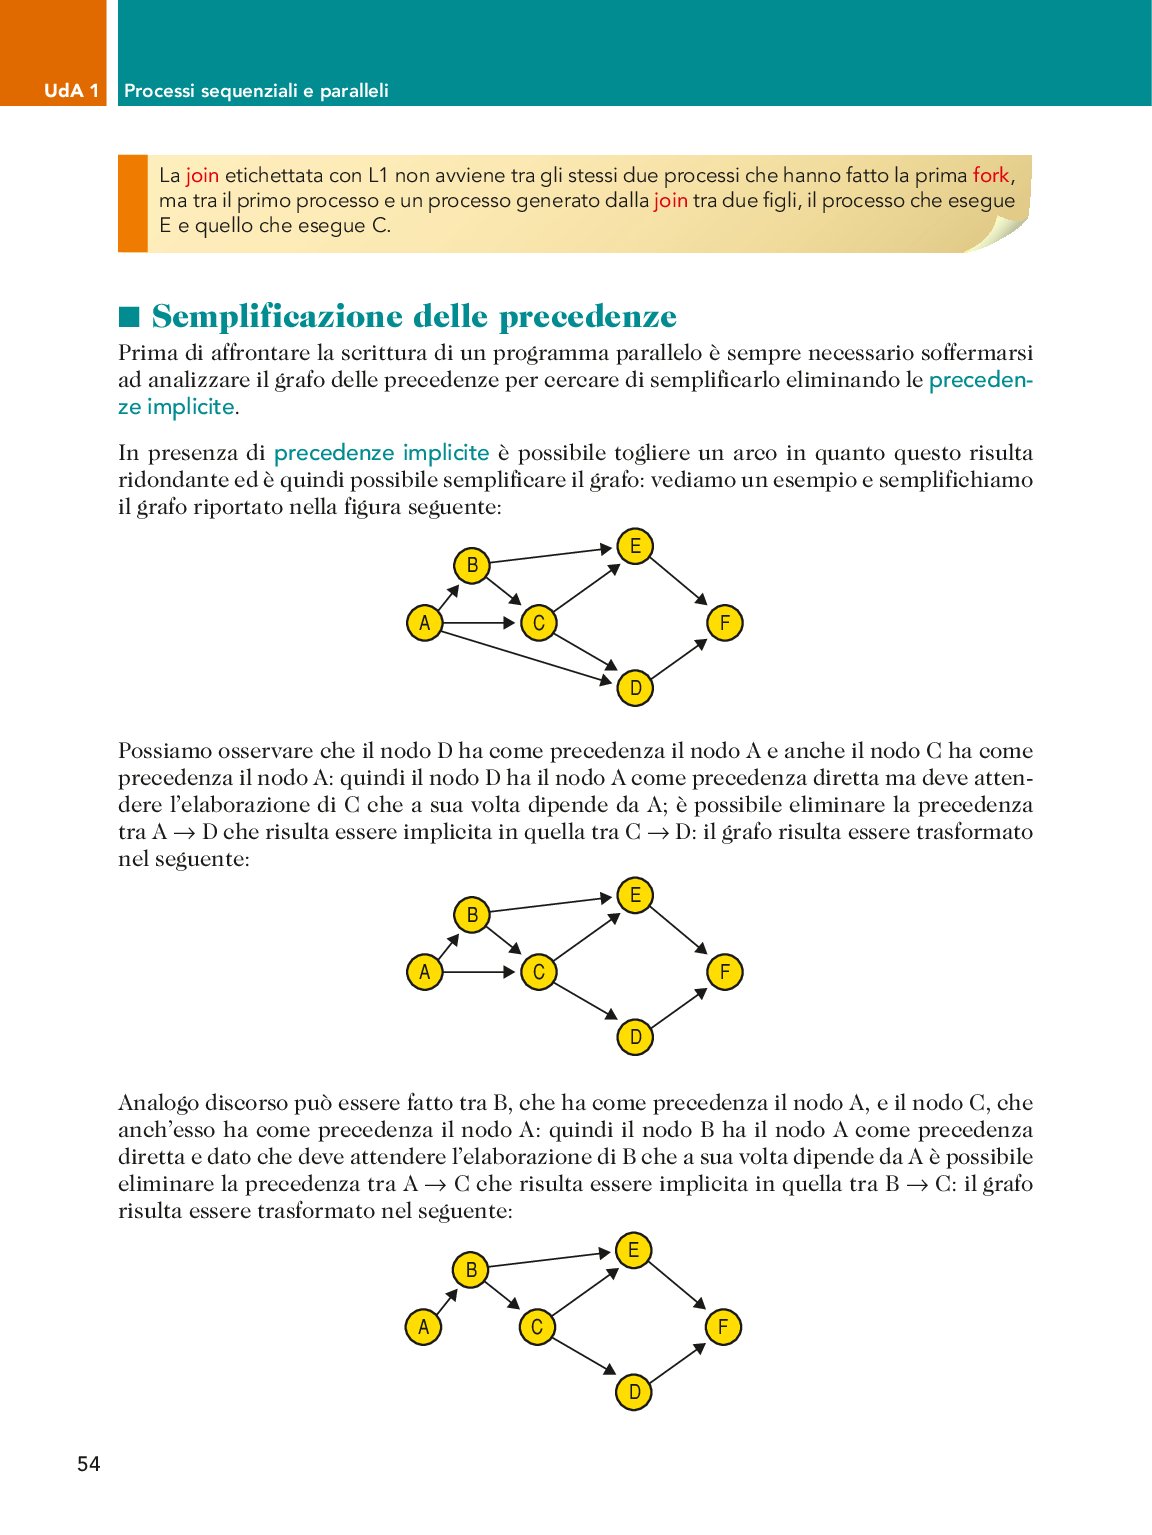 UdA 1 Processi sequenziali e paralleli
La join etichettata con L1 non avviene tra gli stessi due processi che hanno fatto la prima fork,
ma tra il primo processo e un processo generato dalla join tra due figli, il processo che esegue
E e quello che esegue C.
■ Semplificazione delle precedenze
Prima di affrontare la scrittura di un programma parallelo è sempre necessario soffermarsi
ad analizzare il grafo delle precedenze per cercare di semplificarlo eliminando le preceden-
ze implicite.
In presenza di precedenze implicite è possibile togliere un arco in quanto questo risulta
ridondante ed è quindi possibile semplificare il grafo: vediamo un esempio e semplifichiamo
il grafo riportato nella figura seguente:
E
B
A C F
D
Possiamo osservare che il nodo D ha come precedenza il nodo A e anche il nodo C ha come
precedenza il nodo A: quindi il nodo D ha il nodo A come precedenza diretta ma deve atten-
dere l'elaborazione di C che a sua volta dipende da A; è possibile eliminare la precedenza
tra A → D che risulta essere implicita in quella tra C → D: il grafo risulta essere trasformato
nel seguente:
E
B
A C F
D
Analogo discorso può essere fatto tra B, che ha come precedenza il nodo A, e il nodo C, che
anch'esso ha come precedenza il nodo A: quindi il nodo B ha il nodo A come precedenza
diretta e dato che deve attendere l'elaborazione di B che a sua volta dipende da A è possibile
eliminare la precedenza tra A → C che risulta essere implicita in quella tra B → C: il grafo
risulta essere trasformato nel seguente:
E
B
A C F
D
54